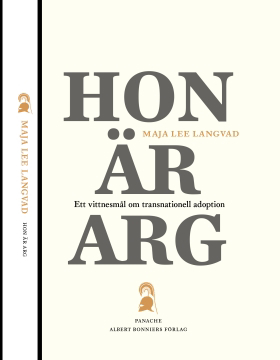 MAJA LEE LANGVAD
HON ÄR ARG
HON
MAJA LEE LANGVAD
ÄR
Ett vittnesmål om transnationell adoption
ARG
PANACHE
ALBERT BONNIERS FÖRLAG